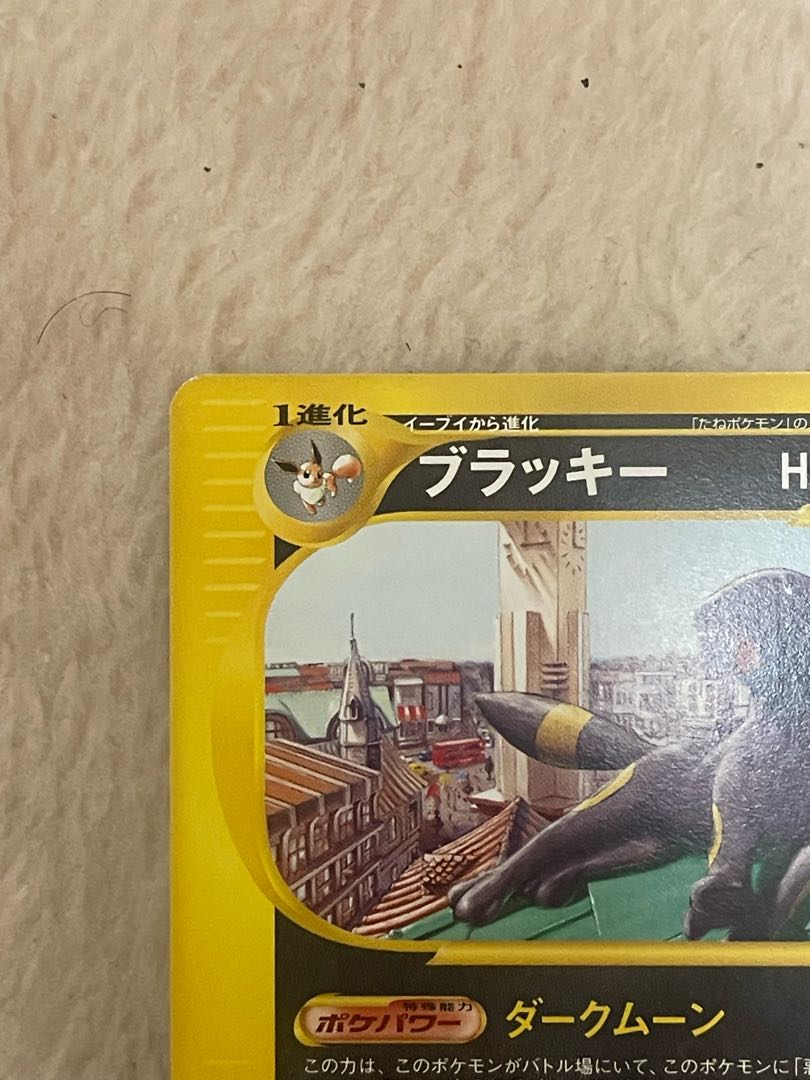 1進化
イーブイから進化
「たねポケモン」の
ブラッキー H
特殊能力
ポケパワー
ダークムーン
この力は、このポケモンがバトル場にいて、このポケモンに「悪